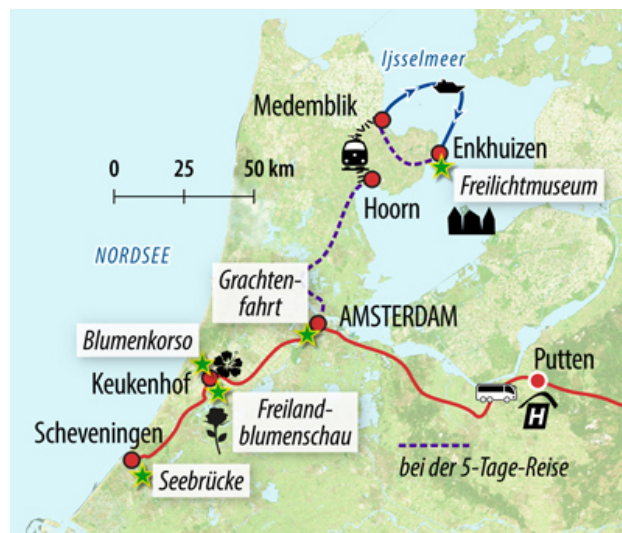 Ijsselmeer
Medemblik
Enkhuizen
0 25 50 km
Freilichtmuseum
Hoorn
NORDSEE
Grachten-
fahrt
AMSTERDAM
Blumenkorso
Putten
Keukenhof
H
Freiland-
blumenschau
Scheveningen
bei der 5-Tage-Reise
Seebrücke